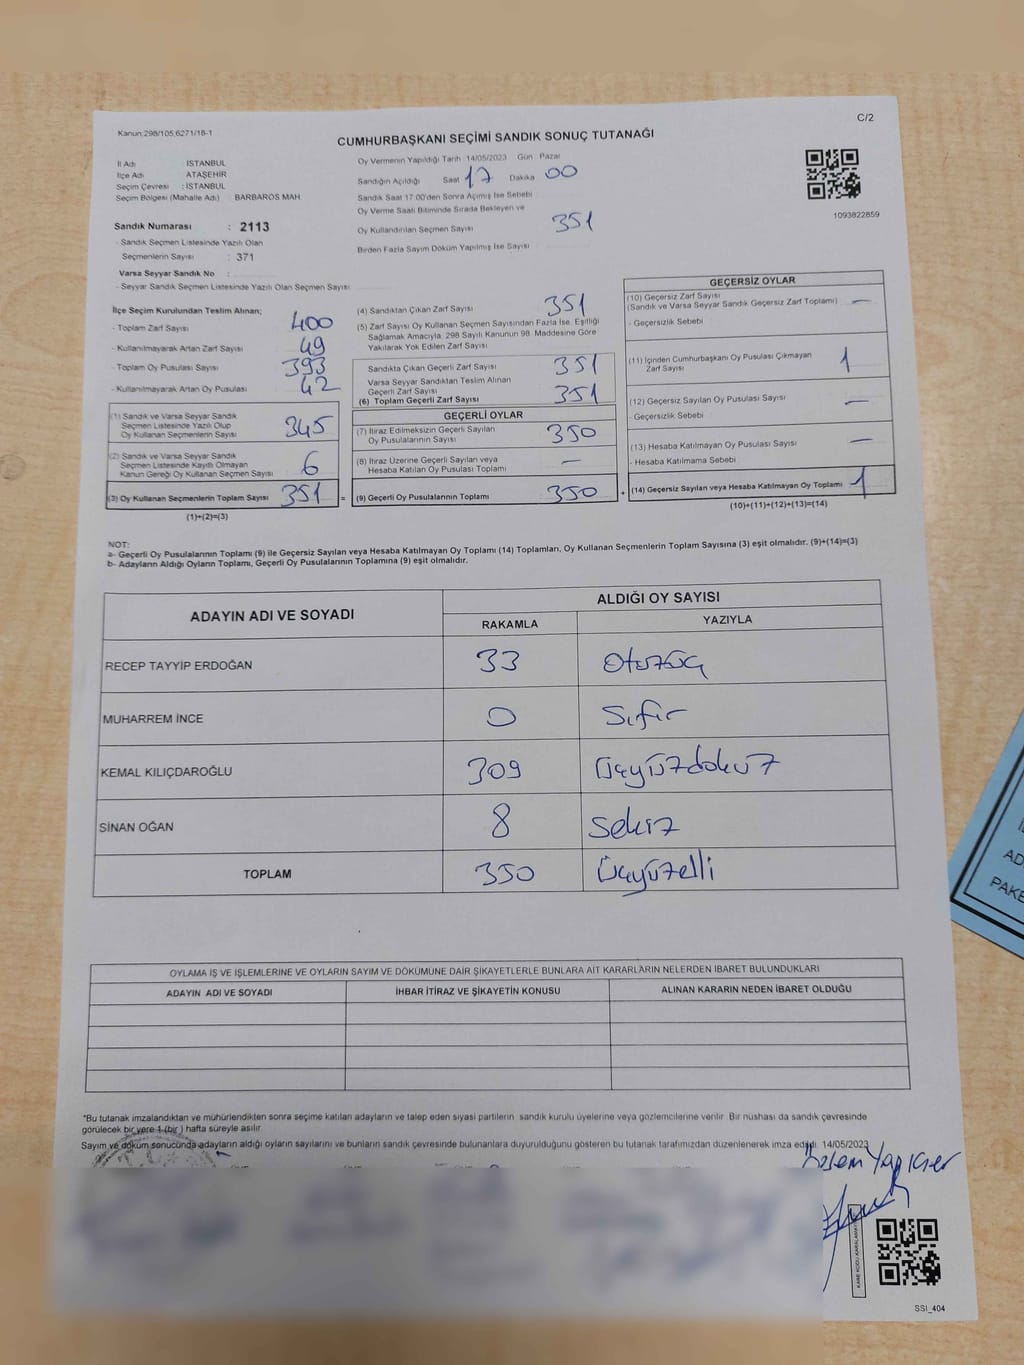 Kanun:298/105,6271/18-1
C/2
CUMHURBAŞKANI SEÇİMİ SANDIK SONUÇ TUTANAĞI
İl Adı : İSTANBUL
İlçe Adı : ATAŞEHİR
Seçim Çevresi : İSTANBUL
Seçim Bölgesi (Mahalle Adı) : BARBAROS MAH
Sandık Numarası : 2113
- Sandık Seçmen Listesinde Yazılı Olan
Seçmenlerin Sayısı : 371
Varsa Seyyar Sandık No :
- Seyyar Sandık Seçmen Listesinde Yazılı Olan Seçmen Sayısı
Oy Vermenin Yapıldığı Tarih 14/05/2023 Gün Pazar
Sandığın Açıldığı Saat 17 Dakika 00
Sandık Saat 17:00'den Sonra Açılmış İse Sebebi
Oy Verme Saati Bitiminde Sırada Bekleyen ve
Oy Kullandırılan Seçmen Sayısı 351
Birden Fazla Sayım Döküm Yapılmış İse Sayısı
1093822859
İlçe Seçim Kurulundan Teslim Alınan;
- Toplam Zarf Sayısı 400
- Kullanılmayarak Artan Zarf Sayısı 49
- Toplam Oy Pusulası Sayısı 393
- Kullanılmayarak Artan Oy Pusulası 42
(1) Sandık ve Varsa Seyyar Sandık
Seçmen Listesinde Yazılı Olup
Oy Kullanan Seçmenlerin Sayısı 345
(2) Sandık ve Varsa Seyyar Sandık
Seçmen Listesinde Kayıtlı Olmayan
Kanun Gereği Oy Kullanan Seçmen Sayısı 6
(3) Oy Kullanan Seçmenlerin Toplam Sayısı 351 =
(1)+(2)=(3)
(4) Sandıktan Çıkan Zarf Sayısı 351
(5) Zarf Sayısı Oy Kullanan Seçmen Sayısından Fazla İse, Eşitliği
Sağlamak Amacıyla, 298 Sayılı Kanunun 98. Maddesine Göre
Yakılarak Yok Edilen Zarf Sayısı
Sandıkta Çıkan Geçerli Zarf Sayısı 351
Varsa Seyyar Sandıktan Teslim Alınan
Geçerli Zarf Sayısı
(6) Toplam Geçerli Zarf Sayısı 351
GEÇERLİ OYLAR
(7) İtiraz Edilmeksizin Geçerli Sayılan
Oy Pusulalarının Sayısı 350
(8) İtiraz Üzerine Geçerli Sayılan veya
Hesaba Katılan Oy Pusulası Toplamı —
(9) Geçerli Oy Pusulalarının Toplamı 350 +
GEÇERSİZ OYLAR
(10) Geçersiz Zarf Sayısı
(Sandık ve Varsa Seyyar Sandık Geçersiz Zarf Toplamı) —
- Geçersizlik Sebebi
(11) İçinden Cumhurbaşkanı Oy Pusulası Çıkmayan
Zarf Sayısı 1
(12) Geçersiz Sayılan Oy Pusulası Sayısı —
- Geçersizlik Sebebi
(13) Hesaba Katılmayan Oy Pusulası Sayısı —
- Hesaba Katılmama Sebebi
(14) Geçersiz Sayılan veya Hesaba Katılmayan Oy Toplamı 1
(10)+(11)+(12)+(13)=(14)
NOT:
a- Geçerli Oy Pusulalarının Toplamı (9) ile Geçersiz Sayılan veya Hesaba Katılmayan Oy Toplamı (14) Toplamları, Oy Kullanan Seçmenlerin Toplam Sayısına (3) eşit olmalıdır. (9)+(14)=(3)
b- Adayların Aldığı Oyların Toplamı, Geçerli Oy Pusulalarının Toplamına (9) eşit olmalıdır.
ADAYIN ADI VE SOYADI
ALDIĞI OY SAYISI
RAKAMLA YAZIYLA
RECEP TAYYİP ERDOĞAN 33 Otuzüç
MUHARREM İNCE 0 Sıfır
KEMAL KILIÇDAROĞLU 309 Üçyüzdokuz
SİNAN OĞAN 8 Sekiz
TOPLAM 350 Üçyüzelli
OYLAMA İŞ VE İŞLEMLERİNE VE OYLARIN SAYIM VE DÖKÜMÜNE DAİR ŞİKAYETLERLE BUNLARA AİT KARARLARIN NELERDEN İBARET BULUNDUKLARI
ADAYIN ADI VE SOYADI İHBAR İTİRAZ VE ŞİKAYETİN KONUSU ALINAN KARARIN NEDEN İBARET OLDUĞU
*Bu tutanak imzalandıktan ve mühürlendikten sonra seçime katılan adayların ve talep eden siyasi partilerin sandık kurulu üyelerine veya gözlemcilerine verilir. Bir nüshası da sandık çevresinde
görülecek bir yere 1 (bir ) hafta süreyle asılır.
Sayım ve döküm sonucunda adayların aldığı oyların sayılarını ve bunların sandık çevresinde bulunanlara duyurulduğunu gösteren bu tutanak tarafımızdan düzenlenerek imza edildi. 14/05/2023
SSI_404
AD
PAKE